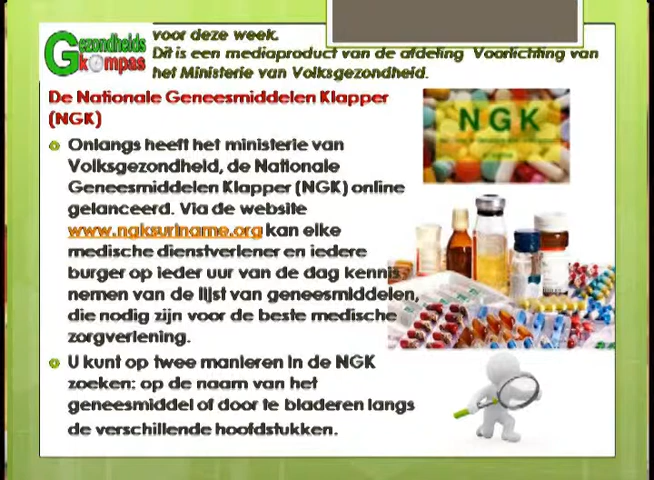 Gezondheids
kompas
voor deze week.
Dit is een mediaproduct van de afdeling Voorlichting van
het Ministerie van Volksgezondheid.
De Nationale Geneesmiddelen Klapper
(NGK)
NGK
Onlangs heeft het ministerie van
Volksgezondheid, de Nationale
Geneesmiddelen Klapper (NGK) online
gelanceerd. Via de website
www.ngksuriname.org kan elke
medische dienstverlener en iedere
burger op ieder uur van de dag kennis
nemen van de lijst van geneesmiddelen,
die nodig zijn voor de beste medische
zorgverlening.
U kunt op twee manieren in de NGK
zoeken: op de naam van het
geneesmiddel of door te bladeren langs
de verschillende hoofdstukken.